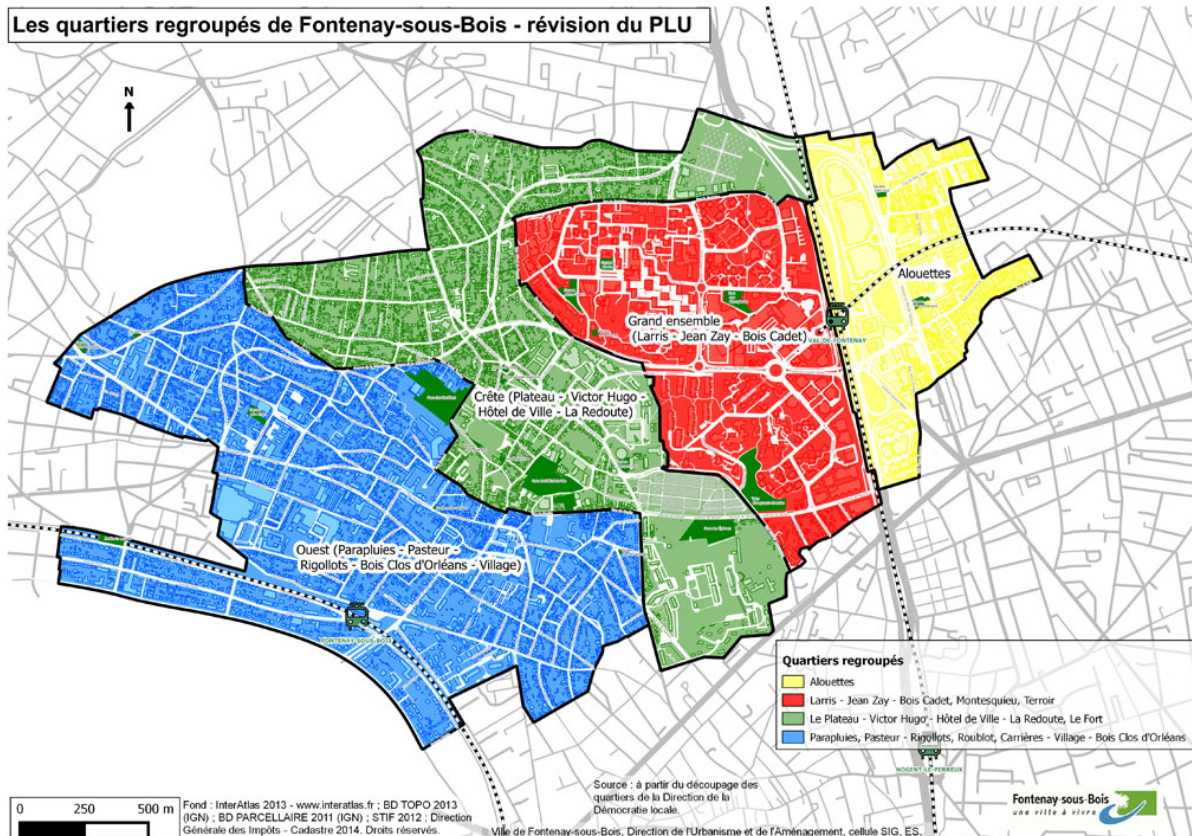 Les quartiers regroupés de Fontenay-sous-Bois - révision du PLU
N
Alouettes
Grand ensemble
(Larris - Jean Zay - Bois Cadet)
VAL-DE-FONTENAY
Crête (Plateau - Victor Hugo -
Hôtel de Ville - La Redoute)
Ouest (Parapluies - Pasteur -
Rigollots - Bois Clos d'Orléans - Village)
FONTENAY-SOUS-BOIS
Quartiers regroupés
Alouettes
Larris - Jean Zay - Bois Cadet, Montesquieu, Terroir
Le Plateau - Victor Hugo - Hôtel de Ville - La Redoute, Le Fort
Parapluies, Pasteur - Rigollots, Roublot, Carrières - Village - Bois Clos d'Orléans
NOGENT-LE-PERREUX
0 250 500 m
Fond : InterAtlas 2013 - www.interatlas.fr ; BD TOPO 2013
(IGN) ; BD PARCELLAIRE 2011 (IGN) ; STIF 2012 ; Direction
Générale des Impôts - Cadastre 2014. Droits réservés.
Source : à partir du découpage des
quartiers de la Direction de la
Démocratie locale.
Ville de Fontenay-sous-Bois, Direction de l'Urbanisme et de l'Aménagement, cellule SIG, ES.
Fontenay-sous-Bois
une ville à vivre